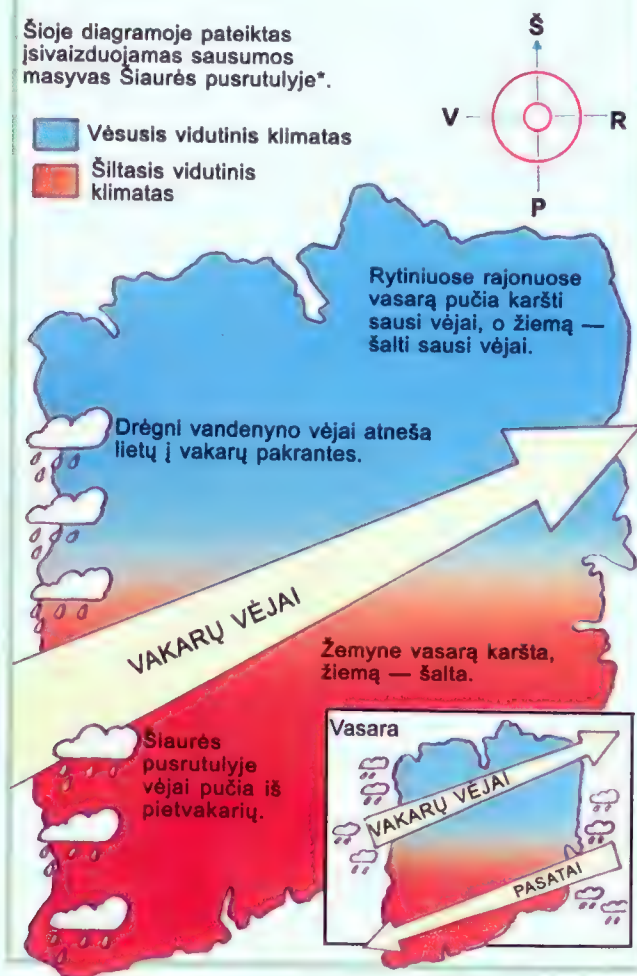 Šioje diagramoje pateiktas
įsivaizduojamas sausumos
masyvas Šiaurės pusrutulyje*.
Vėsusis vidutinis klimatas
Šiltasis vidutinis
klimatas
Š
V
R
P
Rytiniuose rajonuose
vasarą pučia karšti
sausi vėjai, o žiemą —
šalti sausi vėjai.
Drėgni vandenyno vėjai atneša
lietų į vakarų pakrantes.
VAKARŲ VĖJAI
Žemyne vasarą karšta,
žiemą — šalta.
Šiaurės
pusrutulyje
vėjai pučia iš
pietvakarių.
Vasara
VAKARŲ VĖJAI
PASATAI